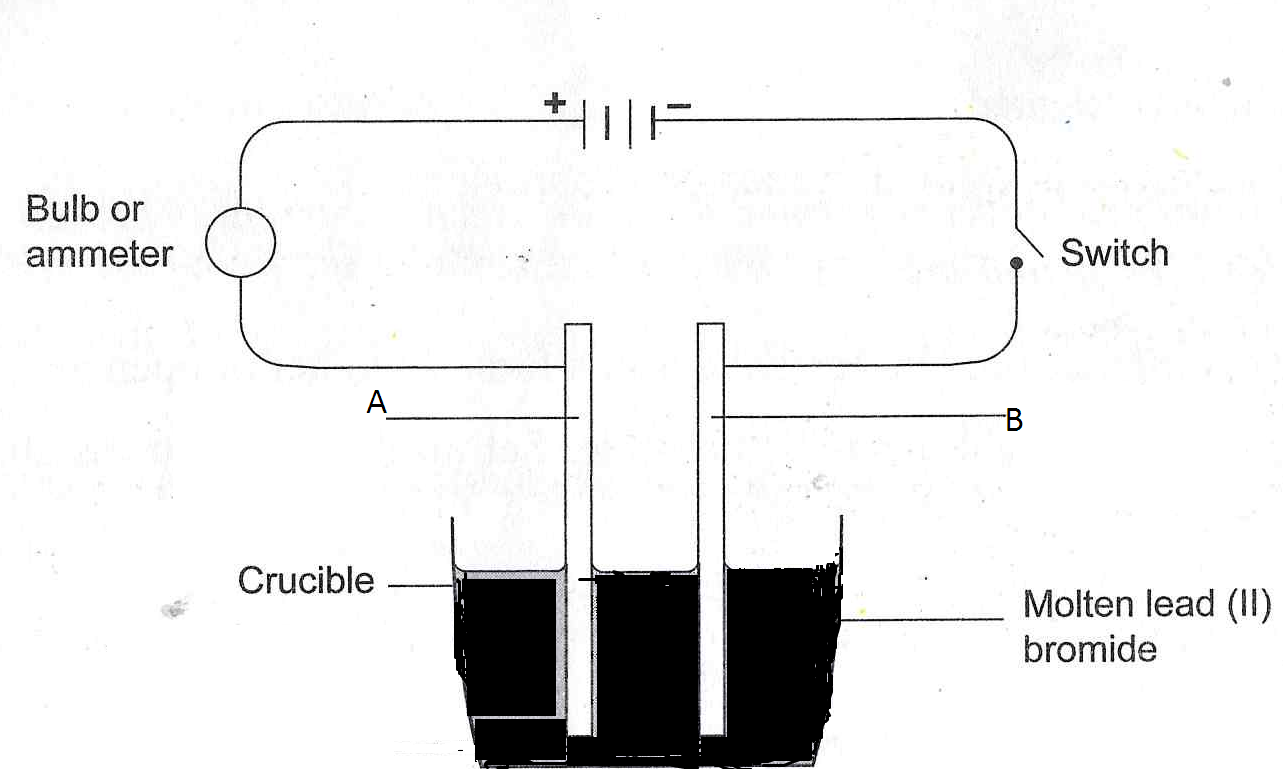 + −
Bulb or
ammeter
Switch
A
B
Crucible
Molten lead (II)
bromide